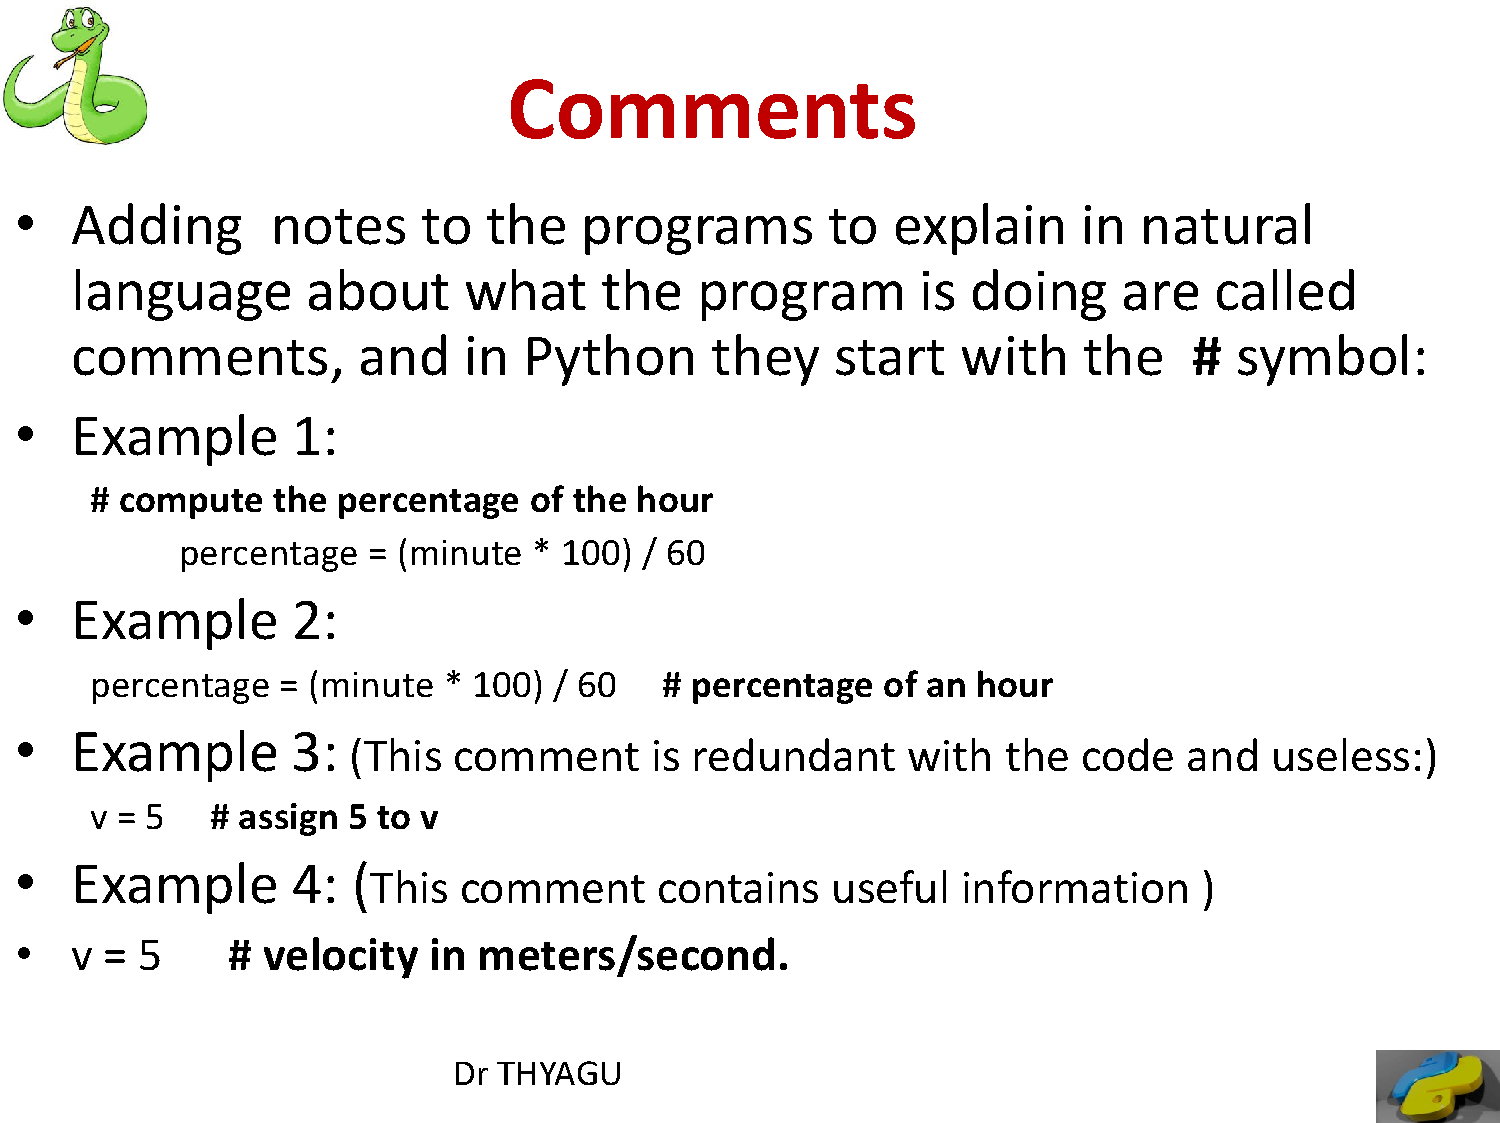 Comments
• Adding notes to the programs to explain in natural
language about what the program is doing are called
comments, and in Python they start with the # symbol:
• Example 1:
# compute the percentage of the hour
percentage = (minute * 100) / 60
• Example 2:
percentage = (minute * 100) / 60 # percentage of an hour
• Example 3: (This comment is redundant with the code and useless:)
v = 5 # assign 5 to v
• Example 4: (This comment contains useful information )
• v = 5 # velocity in meters/second.
Dr THYAGU